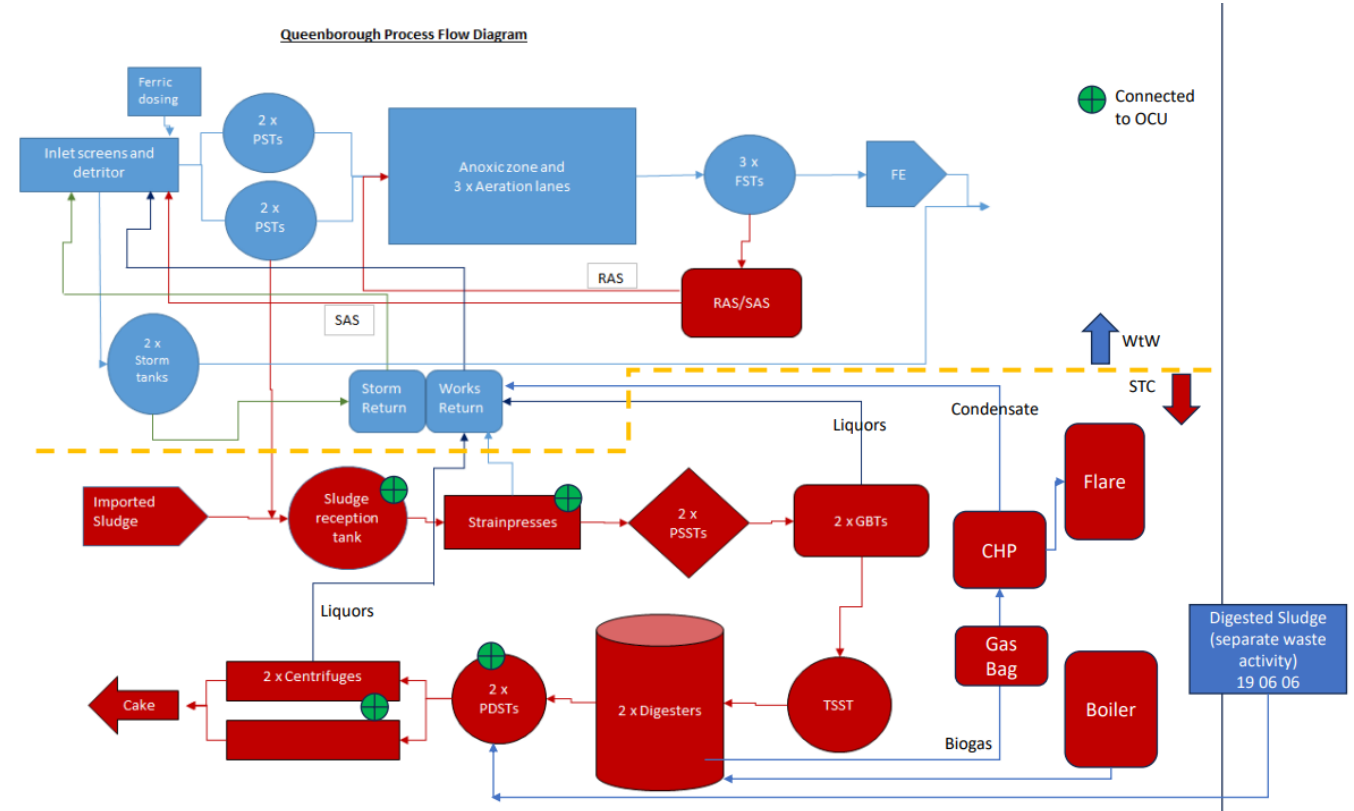 Queenborough Process Flow Diagram
Ferric
dosing
Connected
to OCU
2 x
PSTs
Inlet screens and
detritor
Anoxic zone and
3 x Aeration lanes
3 x
FSTs
FE
2 x
PSTs
RAS
RAS/SAS
SAS
2 x
Storm
tanks
WtW
STC
Storm
Return
Works
Return
Condensate
Liquors
Imported
Sludge
Sludge
reception
tank
Strainpresses
2 x
PSSTs
2 x GBTs
CHP
Flare
Liquors
Digested Sludge
(separate waste
activity)
19 06 06
Gas
Bag
2 x Centrifuges
2 x
PDSTs
2 x Digesters
TSST
Boiler
Cake
Biogas